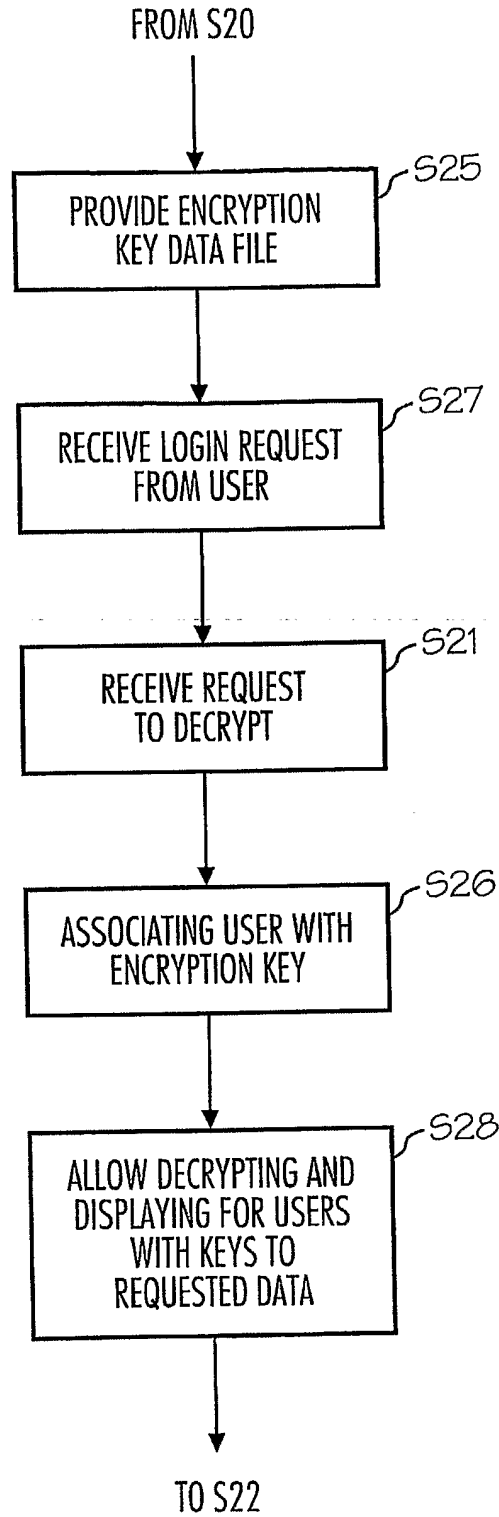 FROM S20
S25
PROVIDE ENCRYPTION
KEY DATA FILE
S27
RECEIVE LOGIN REQUEST
FROM USER
S21
RECEIVE REQUEST
TO DECRYPT
S26
ASSOCIATING USER WITH
ENCRYPTION KEY
S28
ALLOW DECRYPTING AND
DISPLAYING FOR USERS
WITH KEYS TO
REQUESTED DATA
TO S22